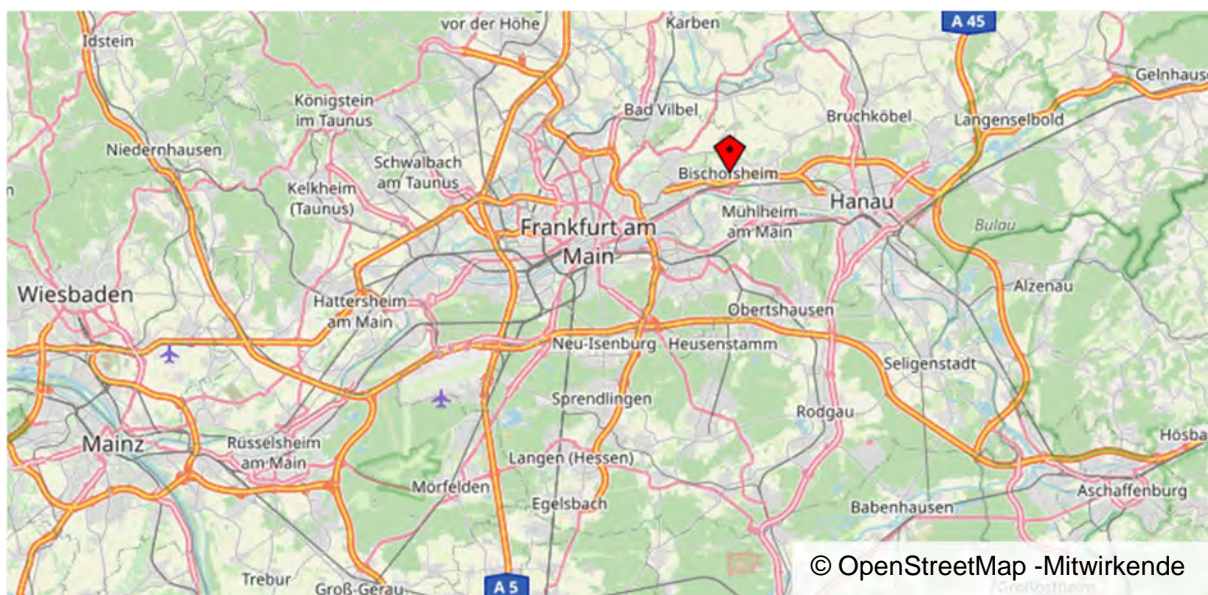 vor der Höhe
Karben
A 45
Idstein
Gelnhause
Königstein
im Taunus
Bad Vilbel
Bruchköbel
Langenselbold
Niedernhausen
Schwalbach
am Taunus
Bischofsheim
Kelkheim
(Taunus)
Hanau
Mühlheim
am Main
Frankfurt am
Main
Bulau
Wiesbaden
Alzenau
Hattersheim
am Main
Obertshausen
Neu-Isenburg
Heusenstamm
Seligenstadt
Sprendlingen
Rodgau
Mainz
Rüsselsheim
am Main
Hösba
Langen (Hessen)
Mörfelden
Aschaffenburg
Egelsbach
Babenhausen
© OpenStreetMap -Mitwirkende
Trebur
Groß-Gerau
A 5
Großostheim